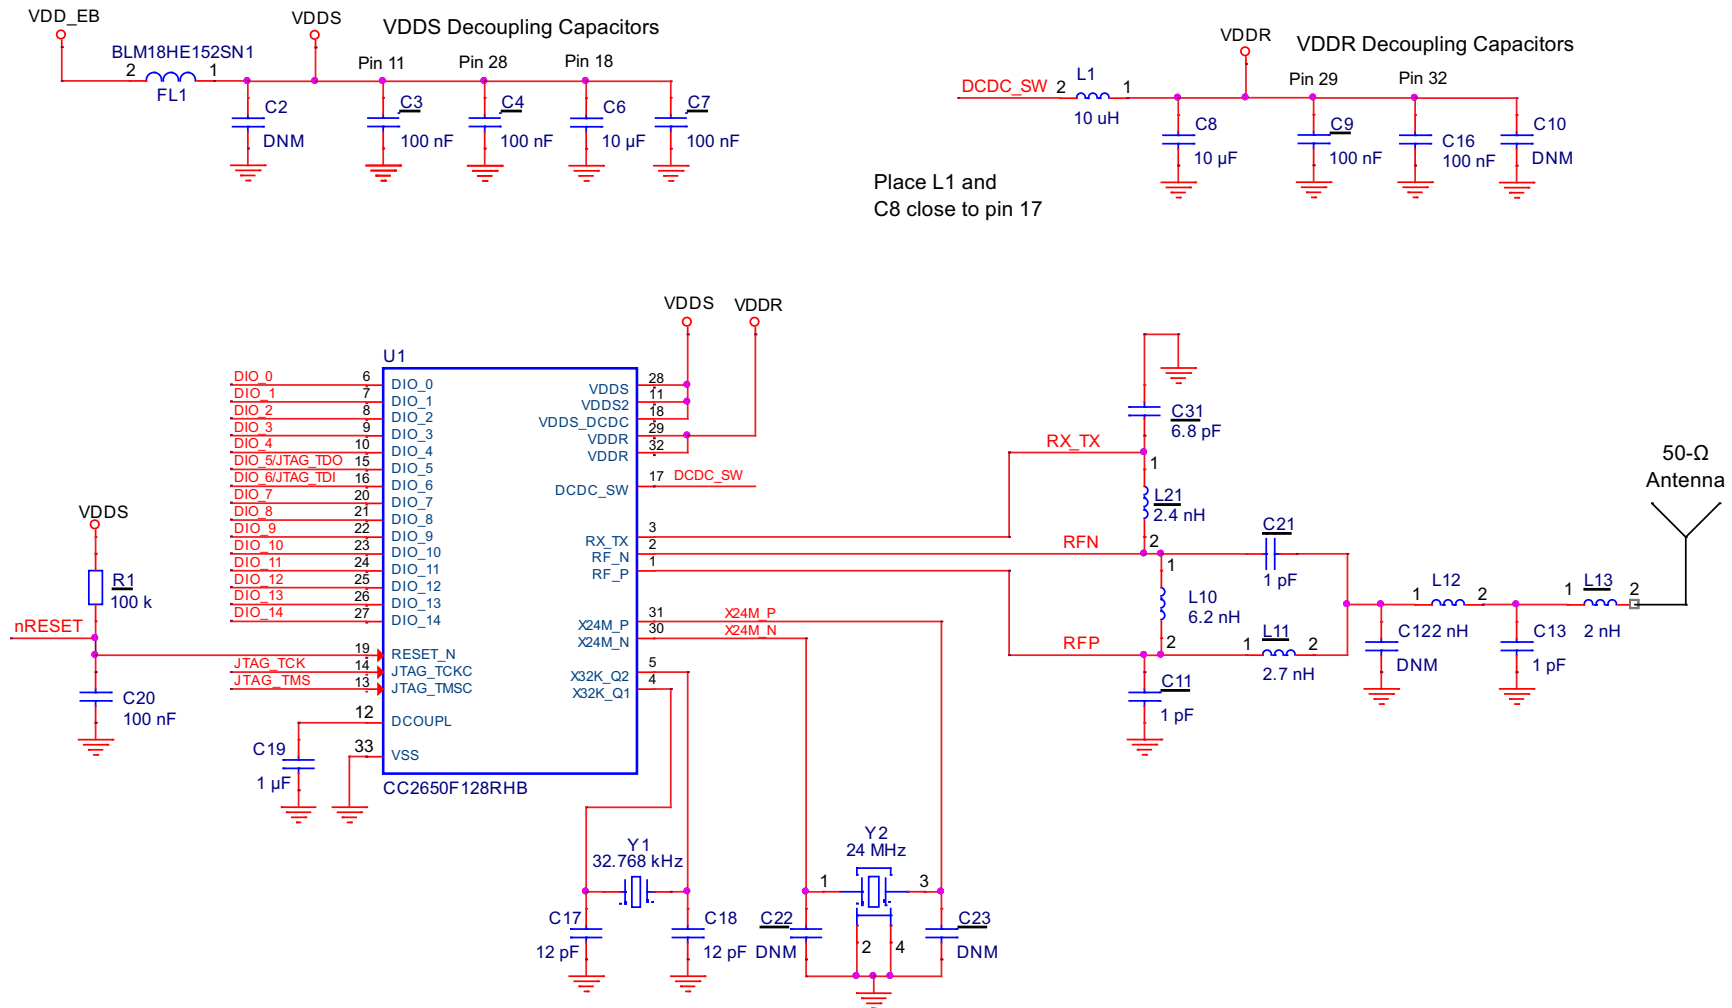 VDD_EB
VDDS
VDDS Decoupling Capacitors
BLM18HE152SN1
2
1
FL1
Pin 11
Pin 28
Pin 18
C2
DNM
C3
100 nF
C4
100 nF
C6
10 µF
C7
100 nF
VDDR
VDDR Decoupling Capacitors
DCDC_SW
2
L1
1
10 uH
Pin 29
Pin 32
C8
10 µF
C9
100 nF
C16
100 nF
C10
DNM
Place L1 and
C8 close to pin 17
VDDS
VDDR
U1
DIO_0 6 DIO_0
DIO_1 7 DIO_1
DIO_2 8 DIO_2
DIO_3 9 DIO_3
DIO_4 10 DIO_4
DIO_5/JTAG_TDO 15 DIO_5
DIO_6/JTAG_TDI 16 DIO_6
DIO_7 20 DIO_7
DIO_8 21 DIO_8
DIO_9 22 DIO_9
DIO_10 23 DIO_10
DIO_11 24 DIO_11
DIO_12 25 DIO_12
DIO_13 26 DIO_13
DIO_14 27 DIO_14
19 RESET_N
JTAG_TCK 14 JTAG_TCKC
JTAG_TMS 13 JTAG_TMSC
12 DCOUPL
33 VSS
VDDS 28
VDDS2 11
VDDS_DCDC 18
VDDR 29
VDDR 32
DCDC_SW 17 DCDC_SW
RX_TX 3
RF_N 2
RF_P 1
X24M_P 31 X24M_P
X24M_N 30 X24M_N
X32K_Q2 5
X32K_Q1 4
CC2650F128RHB
VDDS
R1
100 k
nRESET
C20
100 nF
C19
1 µF
Y1
32.768 kHz
C17
12 pF
C18
12 pF
Y2
24 MHz
1
3
2
4
C22
DNM
C23
DNM
RX_TX
RFN
RFP
C31
6.8 pF
1
L21
2.4 nH
2
1
L10
6.2 nH
2
C21
1 pF
1
L11
2
2.7 nH
C11
1 pF
1
L12
2
C122 nH
DNM
C13
1 pF
1
L13
2
2 nH
50-Ω
Antenna